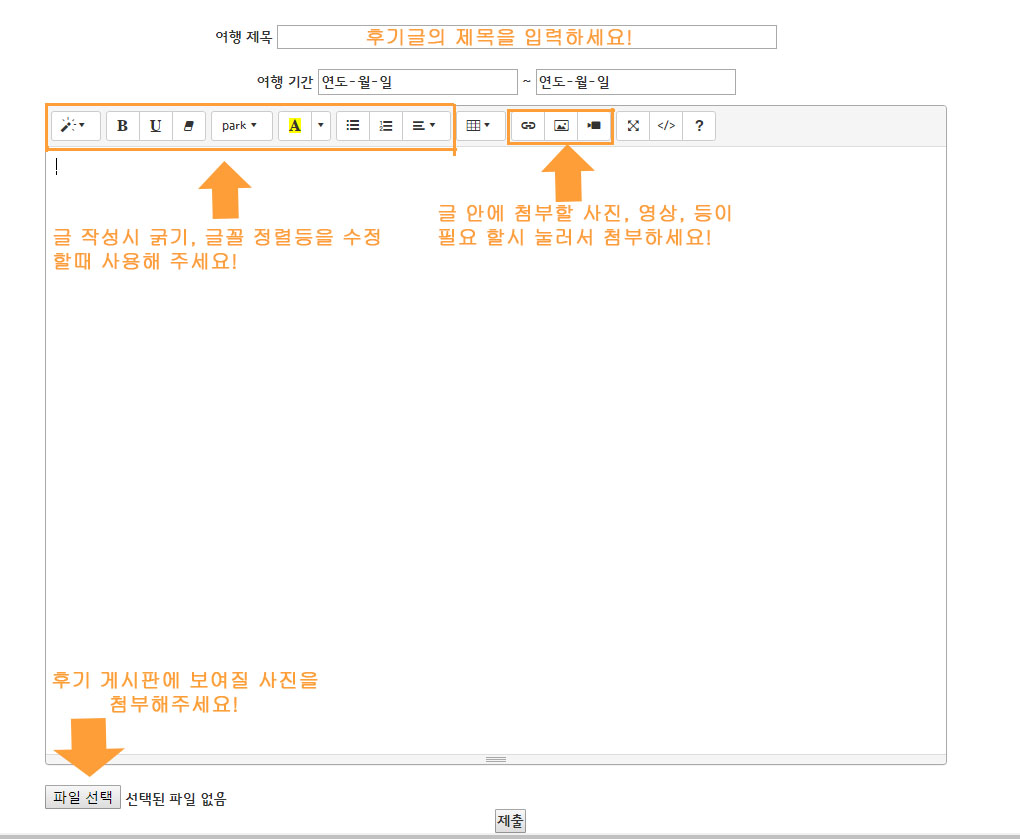 여행 제목 후기글의 제목을 입력하세요!
여행 기간 연도-월-일 ~ 연도-월-일
B U park A A </> ?
글 작성시 굵기, 글꼴 정렬등을 수정
할때 사용해 주세요!
글 안에 첨부할 사진, 영상, 등이
필요 할시 눌러서 첨부하세요!
후기 게시판에 보여질 사진을
첨부해주세요!
파일 선택 선택된 파일 없음
제출